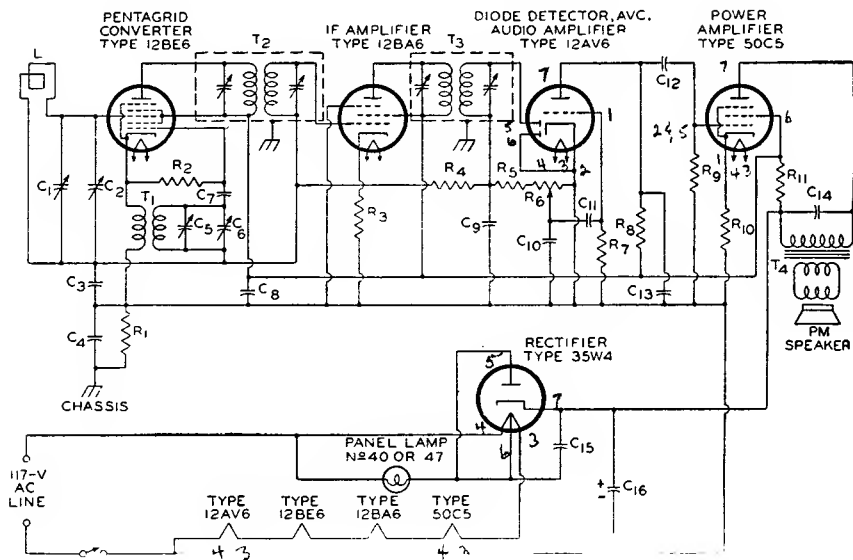 PENTAGRID
CONVERTER
TYPE 12BE6
IF AMPLIFIER
TYPE 12BA6
DIODE DETECTOR, AVC,
AUDIO AMPLIFIER
TYPE 12AV6
POWER
AMPLIFIER
TYPE 50C5
L
T2
T3
7
C12
7
1
5
6
2&5
6
4 3 2
1 4 3
R2
C1
C2
T1
C7
C5
C6
R3
R4
R5
R6
C9
C10
C11
R7
R8
R9
R10
R11
C14
T4
C3
C8
C13
C4
R1
PM
SPEAKER
CHASSIS
RECTIFIER
TYPE 35W4
5
7
4
6
3
PANEL LAMP
No 40 OR 47
C15
C16
+
-
117-V
AC
LINE
TYPE
12AV6
TYPE
12BE6
TYPE
12BA6
TYPE
50C5
4 3
4 3